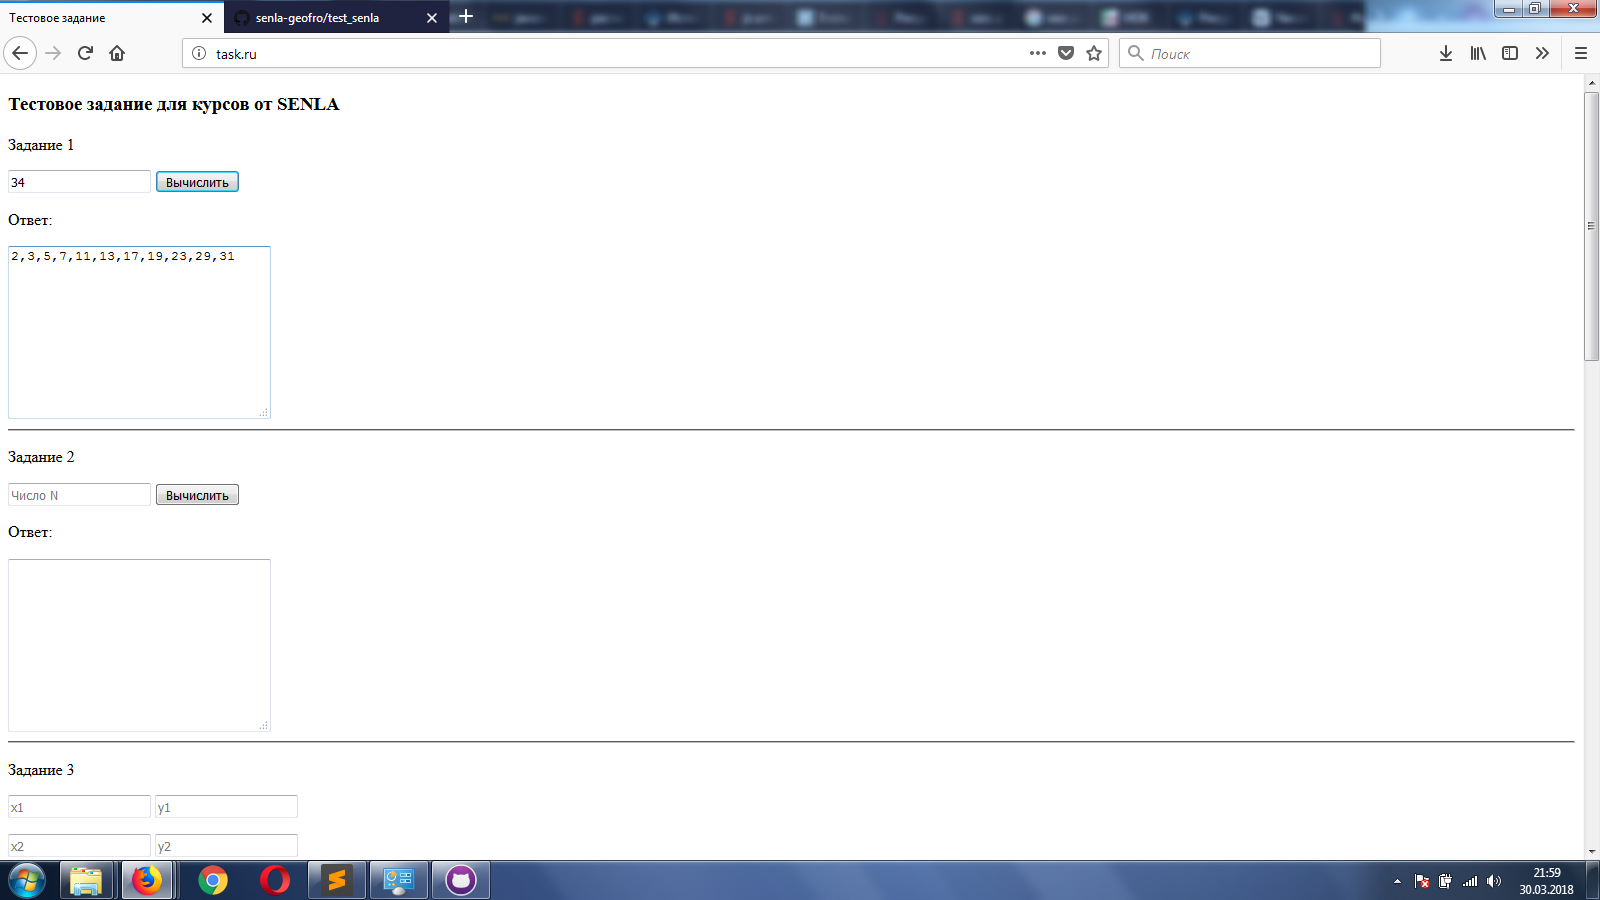 Тестовое задание
senla-geofro/test_senla
task.ru
Поиск
Тестовое задание для курсов от SENLA
Задание 1
34 Вычислить
Ответ:
2,3,5,7,11,13,17,19,23,29,31
Задание 2
Число N Вычислить
Ответ:
Задание 3
x1 y1
x2 y2
21:59
30.03.2018